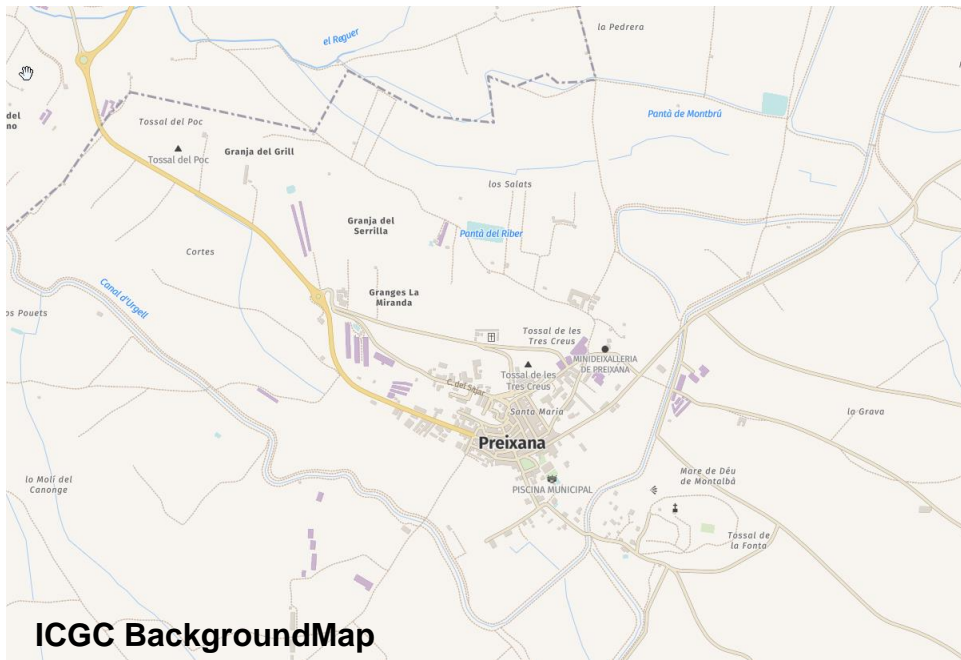 la Pedrera
el Reguer
del
no
Pantà de Montbrú
Tossal del Poc
Tossal del Poc
Granja del Grill
los Salats
Granja del
Serrilla
Pantà del Riber
Cortes
Canal d'Urgell
Granges La
Miranda
os Pouets
Tossal de les
Tres Creus
MINIDEIXALLERIA
DE PREIXANA
Tossal de les
Tres Creus
C. del Sitjar
Santa Maria
la Grava
Preixana
Mare de Déu
de Montalbà
lo Molí del
Canonge
PISCINA MUNICIPAL
Tossal de
la Fonta
ICGC BackgroundMap